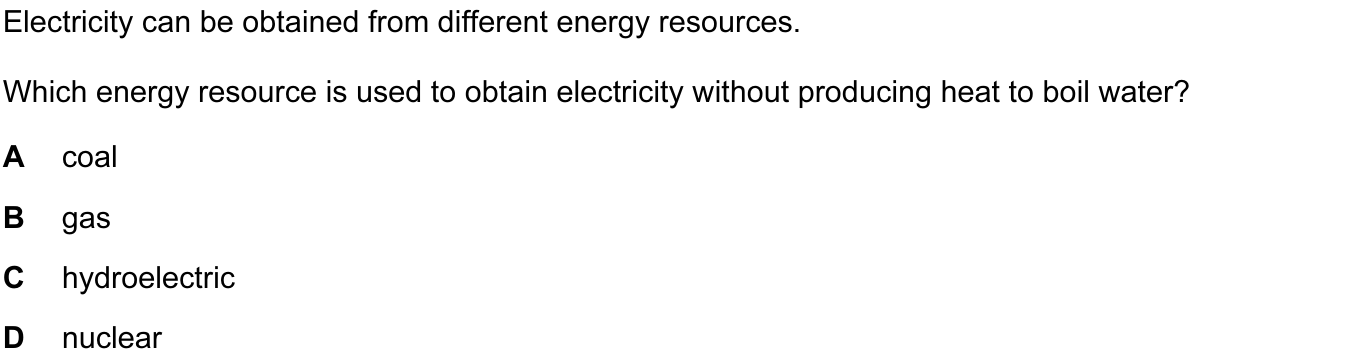 Electricity can be obtained from different energy resources.
Which energy resource is used to obtain electricity without producing heat to boil water?
A coal
B gas
C hydroelectric
D nuclear